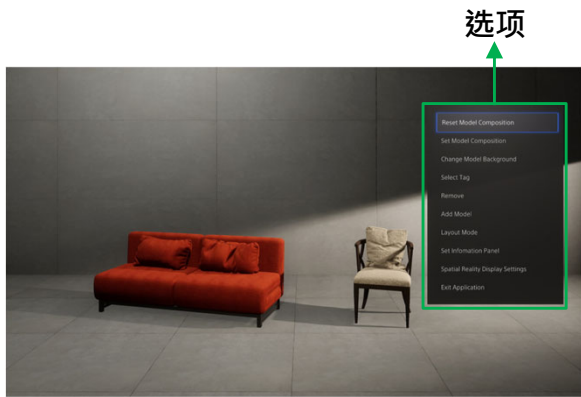 选项
Reset Model Composition
Set Model Composition
Change Model Background
Select Tag
Remove
Add Model
Layout Mode
Set Infomation Panel
Spatial Reality Display Settings
Exit Application